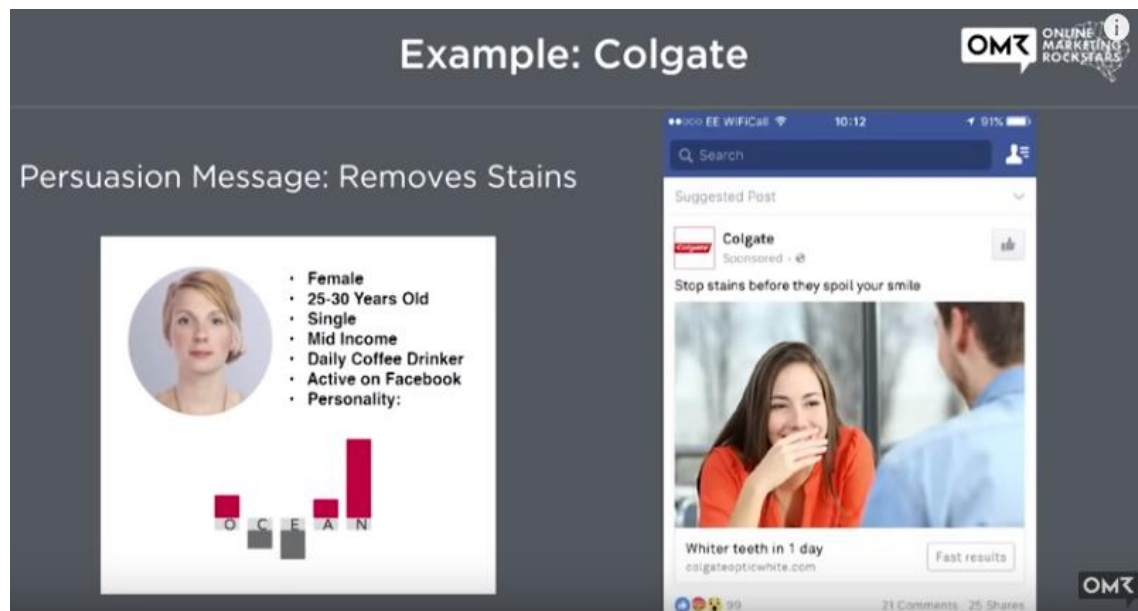 Example: Colgate
OMR
ONLINE
MARKETING
ROCKSTARS
i
Persuasion Message: Removes Stains
• Female
• 25-30 Years Old
• Single
• Mid Income
• Daily Coffee Drinker
• Active on Facebook
• Personality:
O C E A N
EE WiFiCall 10:12 91%
Search
Suggested Post
Colgate
Colgate
Sponsored
Stop stains before they spoil your smile
Whiter teeth in 1 day
colgateopticwhite.com
Fast results
99 21 Comments 25 Shares
OMR